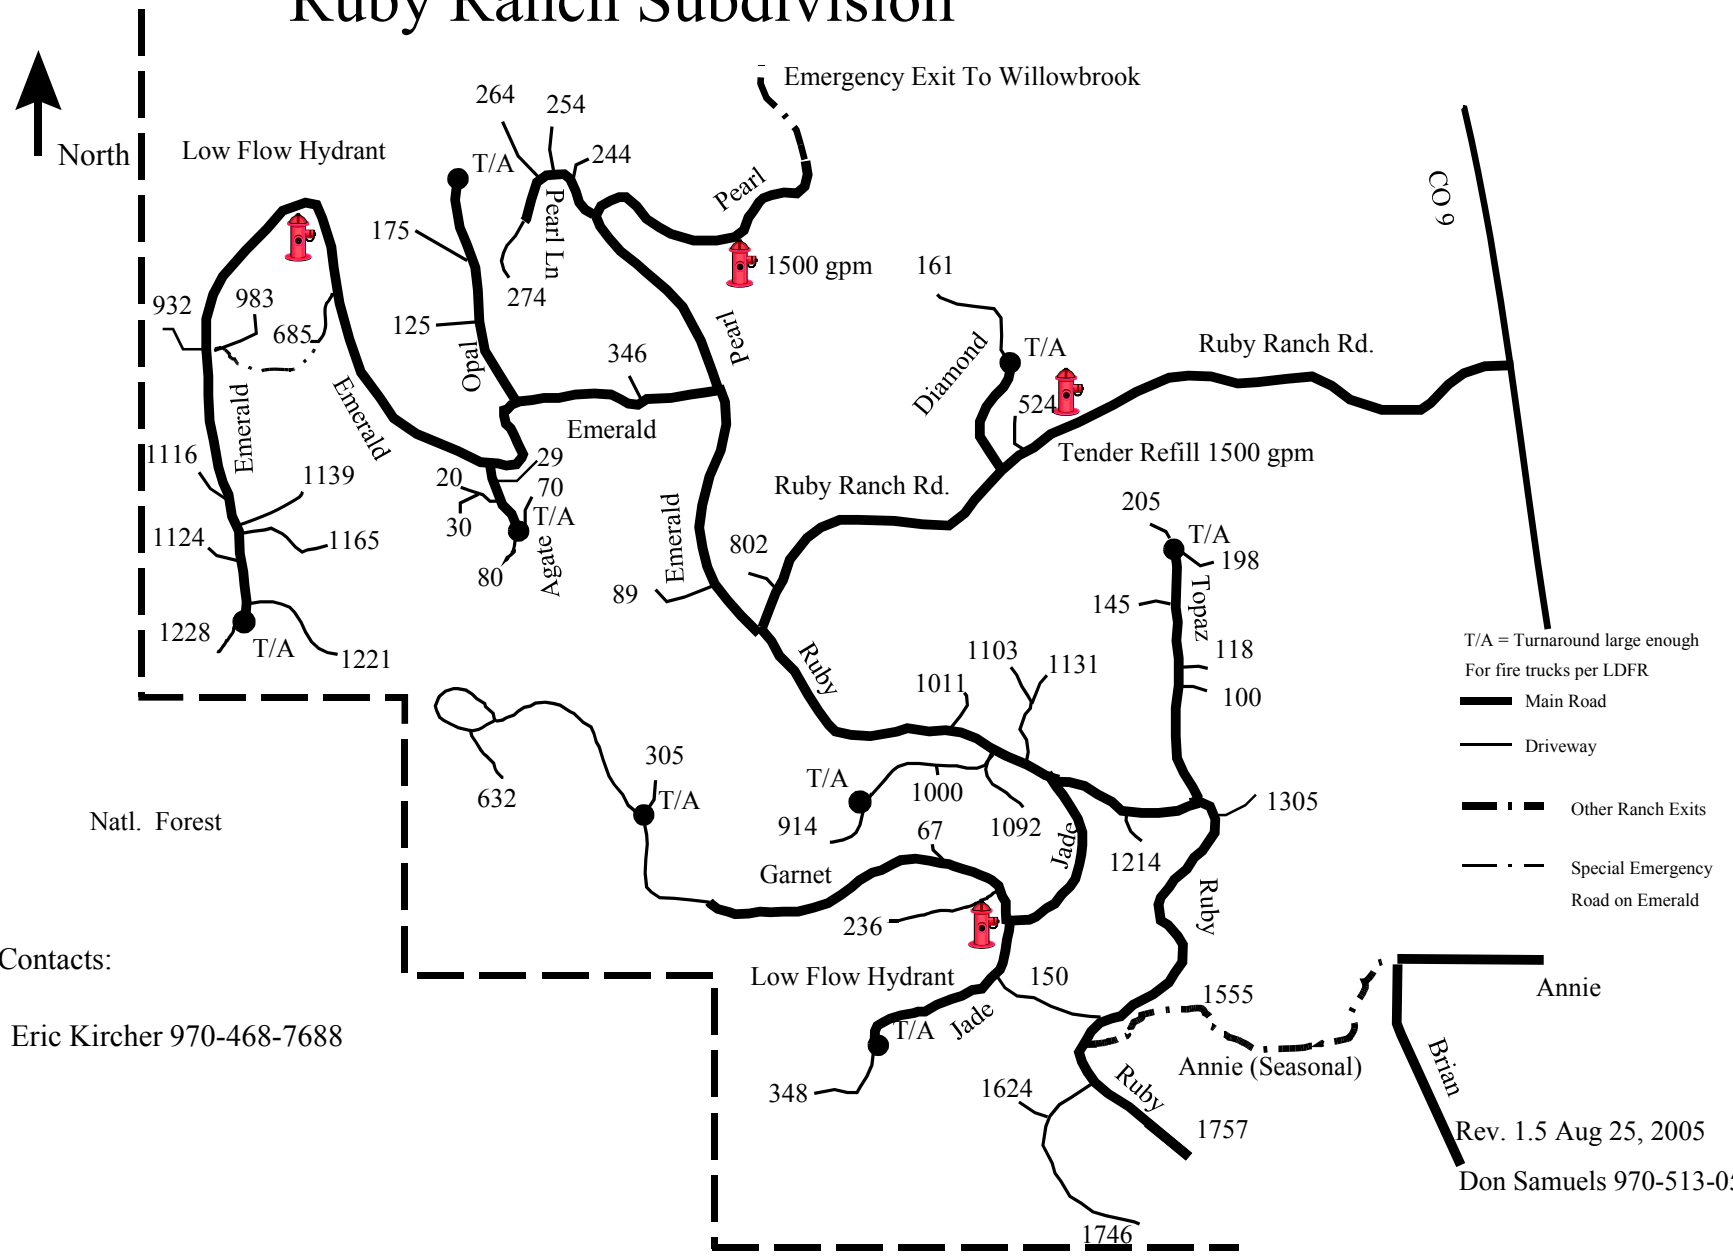 Ruby Ranch Subdivision
Emergency Exit To Willowbrook
North
Low Flow Hydrant
264
254
244
T/A
Pearl Ln
Pearl
CO 9
175
274
1500 gpm
161
932
983
685
125
Opal
346
Pearl
Diamond
T/A
Ruby Ranch Rd.
524
Emerald
Emerald
Emerald
Tender Refill 1500 gpm
1116
1139
20
29
70
30
T/A
Agate
80
Emerald
Ruby Ranch Rd.
802
89
205
T/A
198
Topaz
145
118
100
1124
1165
1228
T/A
1221
Ruby
1103
1131
1011
T/A = Turnaround large enough
For fire trucks per LDFR
Main Road
Driveway
Other Ranch Exits
Special Emergency
Road on Emerald
632
305
T/A
T/A
1000
914
1092
67
Jade
1214
1305
Natl. Forest
Garnet
236
Ruby
Low Flow Hydrant
150
1555
Annie
Contacts:
Eric Kircher 970-468-7688
T/A
Jade
348
Annie (Seasonal)
Brian
1624
Ruby
1757
1746
Rev. 1.5 Aug 25, 2005
Don Samuels 970-513-05